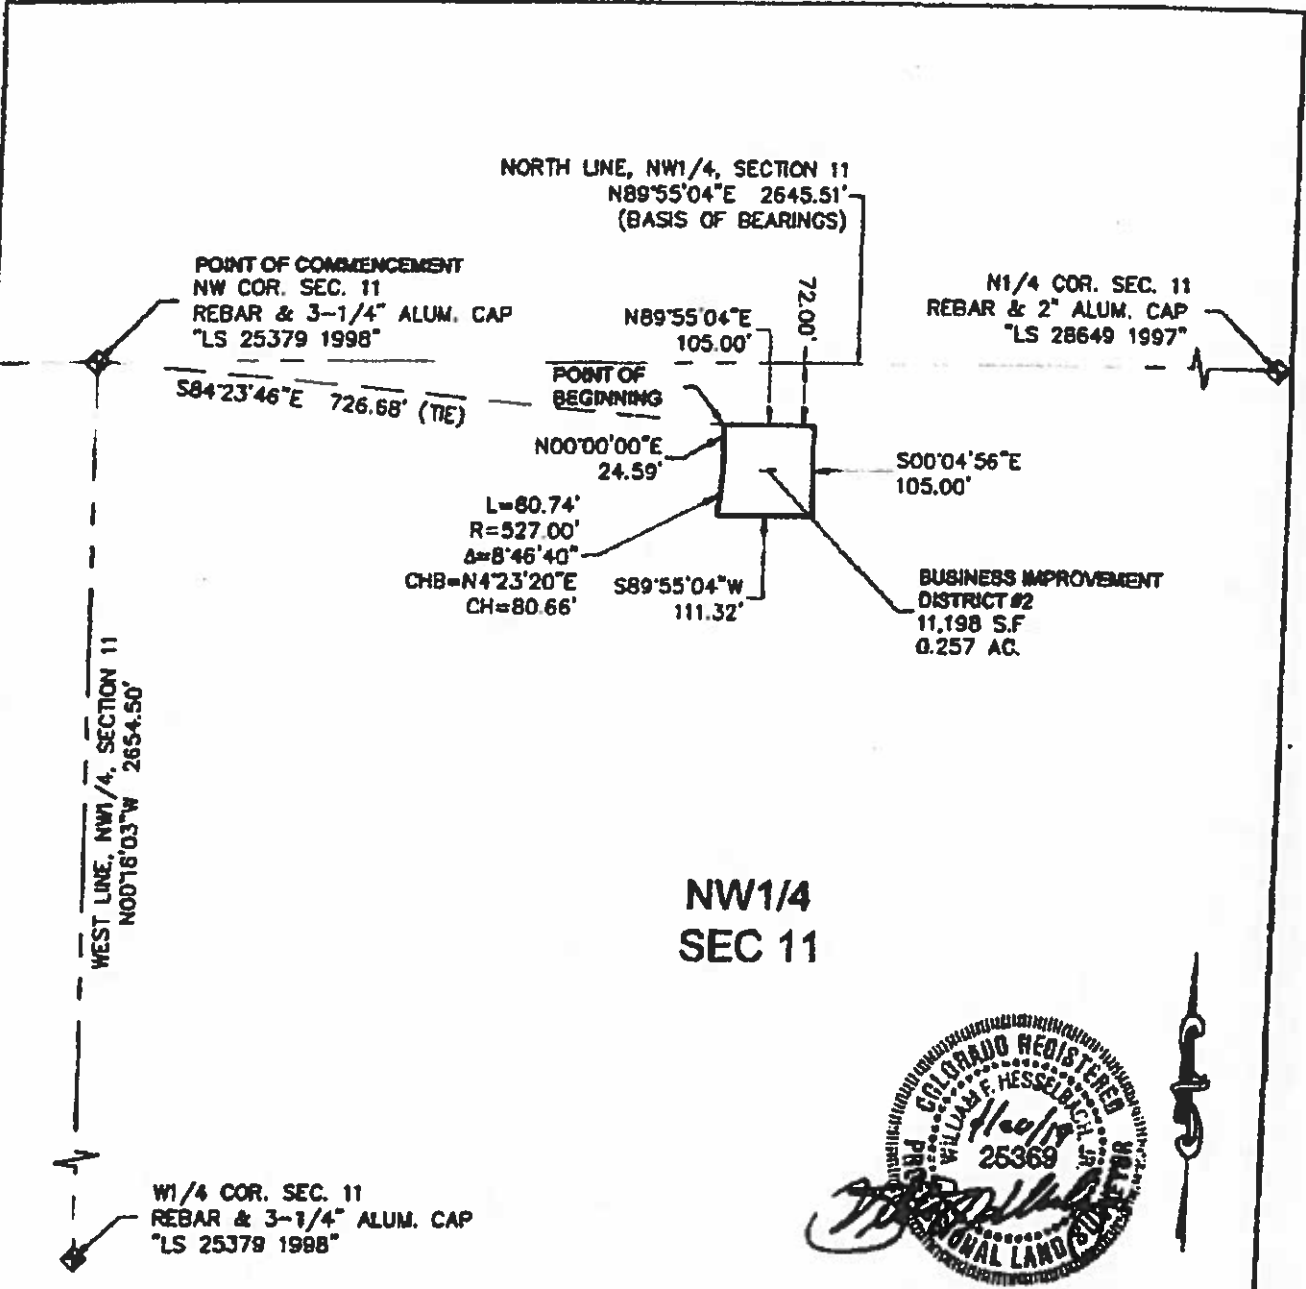 NORTH LINE, NW1/4, SECTION 11
N89°55'04"E 2645.51'
(BASIS OF BEARINGS)
POINT OF COMMENCEMENT
NW COR. SEC. 11
REBAR & 3-1/4" ALUM. CAP
"LS 25379 1998"
N89°55'04"E
105.00'
72.00'
N1/4 COR. SEC. 11
REBAR & 2" ALUM. CAP
"LS 28649 1997"
S84°23'46"E 726.68' (TIE)
POINT OF
BEGINNING
N00°00'00"E
24.59'
S00°04'56"E
105.00'
L=80.74'
R=527.00'
Δ=8°46'40"
CHB=N4°23'20"E
CH=80.66'
S89°55'04"W
111.32'
BUSINESS IMPROVEMENT
DISTRICT #2
11,198 S.F
0.257 AC.
WEST LINE, NW1/4, SECTION 11
N00°16'03"W 2654.50'
NW1/4
SEC 11
COLORADO REGISTERED
WILLIAM F. HESSELBACH, JR.
25369
LAND
W1/4 COR. SEC. 11
REBAR & 3-1/4" ALUM. CAP
"LS 25379 1998"